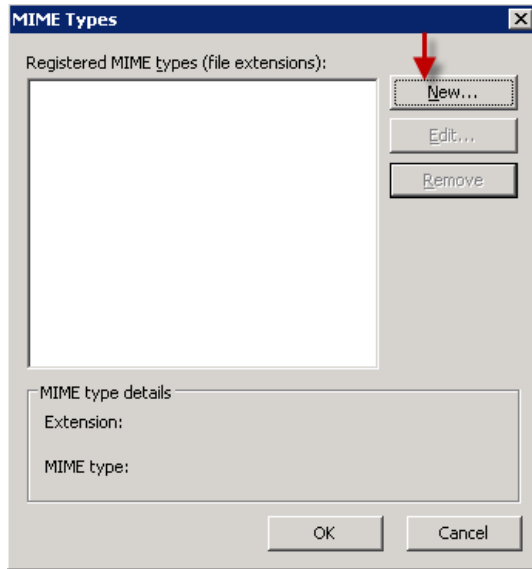 MIME Types
Registered MIME types (file extensions):
New...
Edit...
Remove
MIME type details
Extension:
MIME type:
OK
Cancel